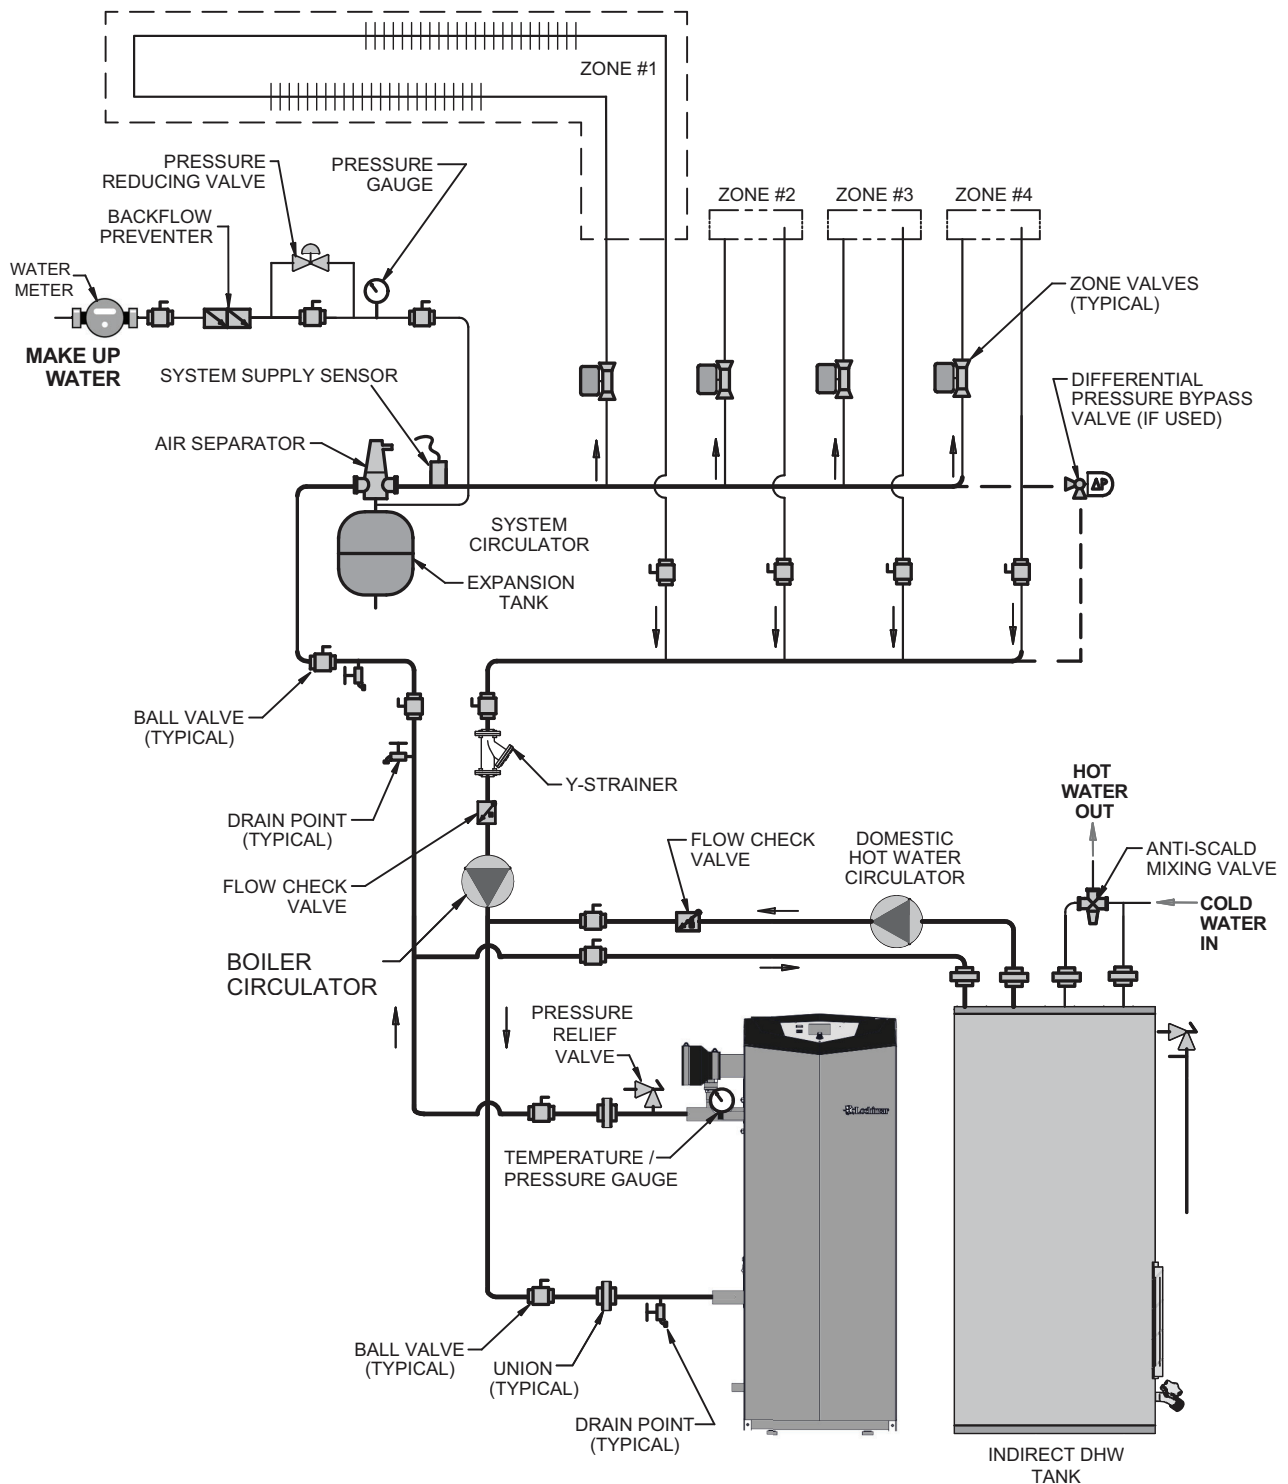 ZONE #1
PRESSURE
REDUCING VALVE
PRESSURE
GAUGE
BACKFLOW
PREVENTER
ZONE #2
ZONE #3
ZONE #4
WATER
METER
ZONE VALVES
(TYPICAL)
MAKE UP
WATER
SYSTEM SUPPLY SENSOR
DIFFERENTIAL
PRESSURE BYPASS
VALVE (IF USED)
AIR SEPARATOR
ΔP
SYSTEM
CIRCULATOR
EXPANSION
TANK
BALL VALVE
(TYPICAL)
Y-STRAINER
HOT
WATER
OUT
DRAIN POINT
(TYPICAL)
FLOW CHECK
VALVE
DOMESTIC
HOT WATER
CIRCULATOR
ANTI-SCALD
MIXING VALVE
FLOW CHECK
VALVE
COLD
WATER
IN
BOILER
CIRCULATOR
PRESSURE
RELIEF
VALVE
Lochinvar
TEMPERATURE /
PRESSURE GAUGE
BALL VALVE
(TYPICAL)
UNION
(TYPICAL)
DRAIN POINT
(TYPICAL)
INDIRECT DHW
TANK